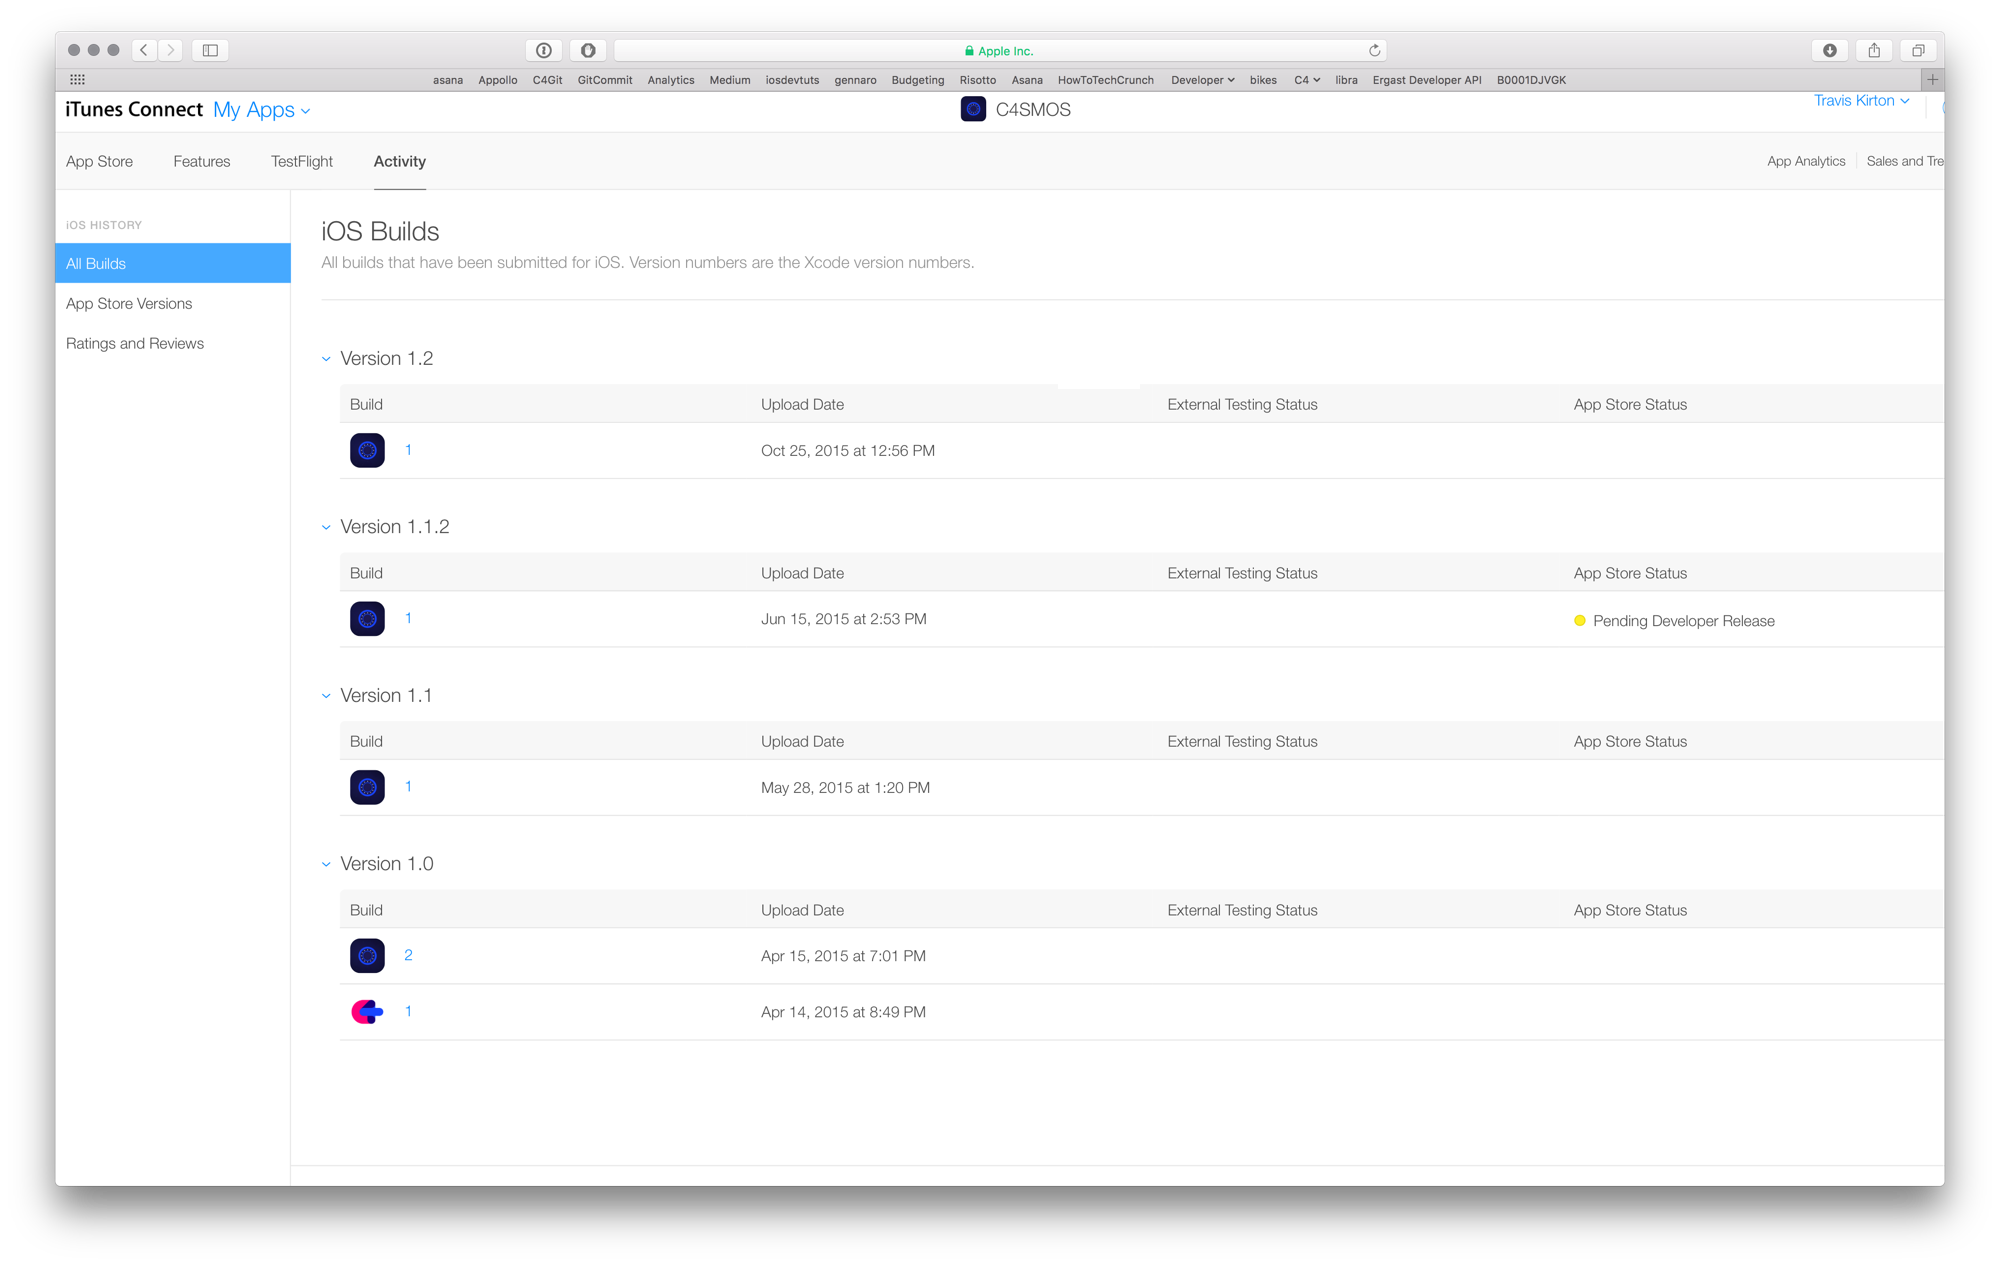 Apple Inc.
asana Appollo C4Git GitCommit Analytics Medium iosdevtuts gennaro Budgeting Risotto Asana HowToTechCrunch Developer bikes C4 libra Ergast Developer API B0001DJVGK
iTunes Connect My Apps C4SMOS Travis Kirton
App Store Features TestFlight Activity App Analytics Sales and Tre
iOS HISTORY
All Builds
App Store Versions
Ratings and Reviews
iOS Builds
All builds that have been submitted for iOS. Version numbers are the Xcode version numbers.
Version 1.2
Build Upload Date External Testing Status App Store Status
1 Oct 25, 2015 at 12:56 PM
Version 1.1.2
Build Upload Date External Testing Status App Store Status
1 Jun 15, 2015 at 2:53 PM Pending Developer Release
Version 1.1
Build Upload Date External Testing Status App Store Status
1 May 28, 2015 at 1:20 PM
Version 1.0
Build Upload Date External Testing Status App Store Status
2 Apr 15, 2015 at 7:01 PM
1 Apr 14, 2015 at 8:49 PM